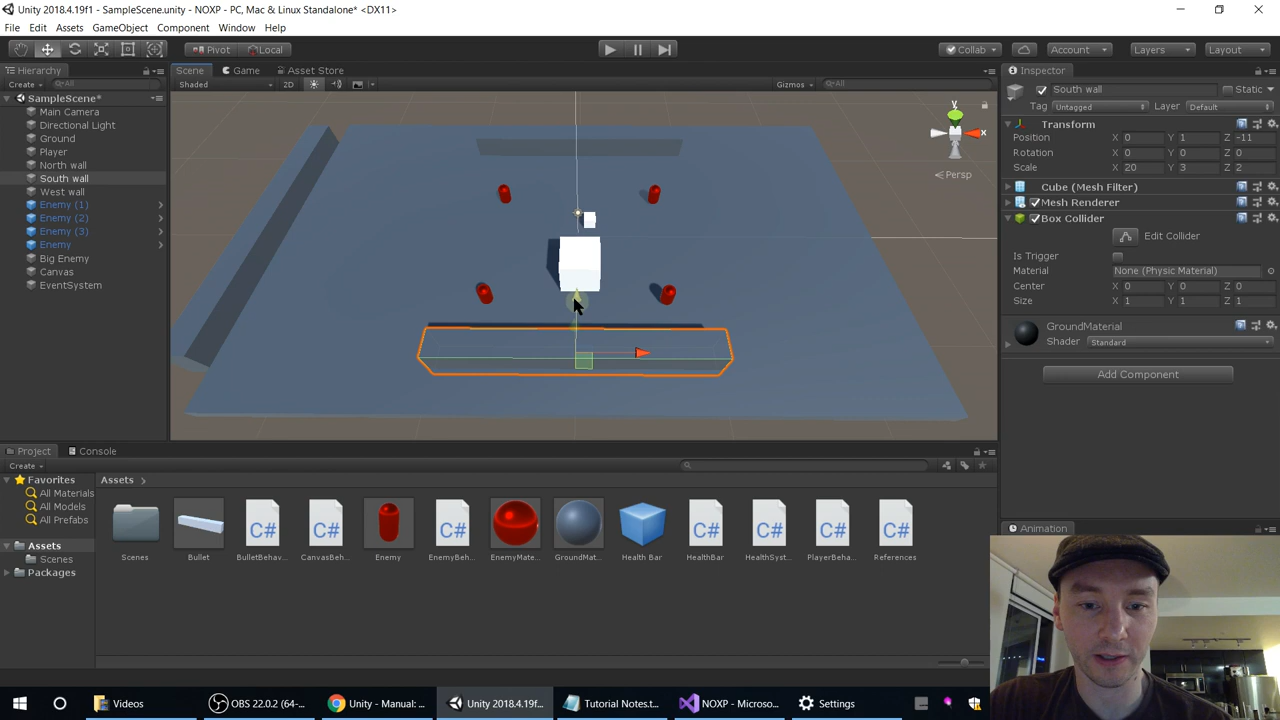 Unity 2018.4.19f1 - SampleScene.unity - NOXP - PC, Mac & Linux Standalone* <DX11>
File Edit Assets GameObject Component Window Help
Pivot Local Collab Account Layers Layout
Hierarchy Scene Game Asset Store Inspector
Create All Shaded 2D Gizmos All South wall Static
SampleScene* Tag Untagged Layer Default
Main Camera
Directional Light
Ground
Player
North wall
South wall
West wall
Enemy (1)
Enemy (2)
Enemy (3)
Enemy
Big Enemy
Canvas
EventSystem
y
x
Persp
Transform
Position X 0 Y 1 Z -11
Rotation X 0 Y 0 Z 0
Scale X 20 Y 3 Z 2
Cube (Mesh Filter)
Mesh Renderer
Box Collider
Edit Collider
Is Trigger
Material None (Physic Material)
Center X 0 Y 0 Z 0
Size X 1 Y 1 Z 1
GroundMaterial
Shader Standard
Add Component
Project Console
Create
Favorites
All Materials
All Models
All Prefabs
Assets
Scenes
Packages
Assets
Scenes Bullet BulletBehav... CanvasBeh... Enemy EnemyBeh... EnemyMate... GroundMat... Health Bar HealthBar HealthSyst... PlayerBeha... References
Animation
Videos OBS 22.0.2 (64-... Unity - Manual: ... Unity 2018.4.19f... Tutorial Notes.t... NOXP - Microso... Settings